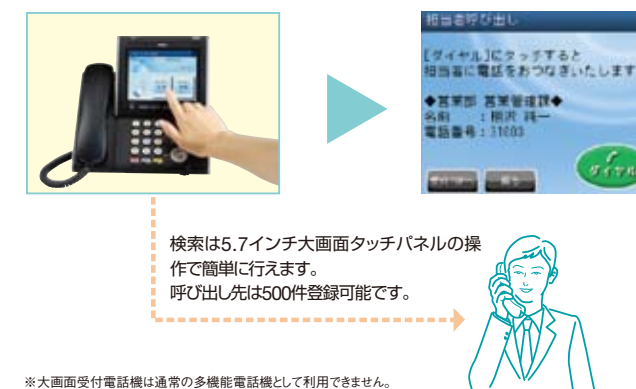 担当者呼び出し
[ダイヤル]にタッチすると
担当者に電話をおつなぎいたします
◆営業部 営業管理課◆
名前 :
電話番号:31003
ダイヤル
戻る
検索は5.7インチ大画面タッチパネルの操
作で簡単に行えます。
呼び出し先は500件登録可能です。
※大画面受付電話機は通常の多機能電話機として利用できません。